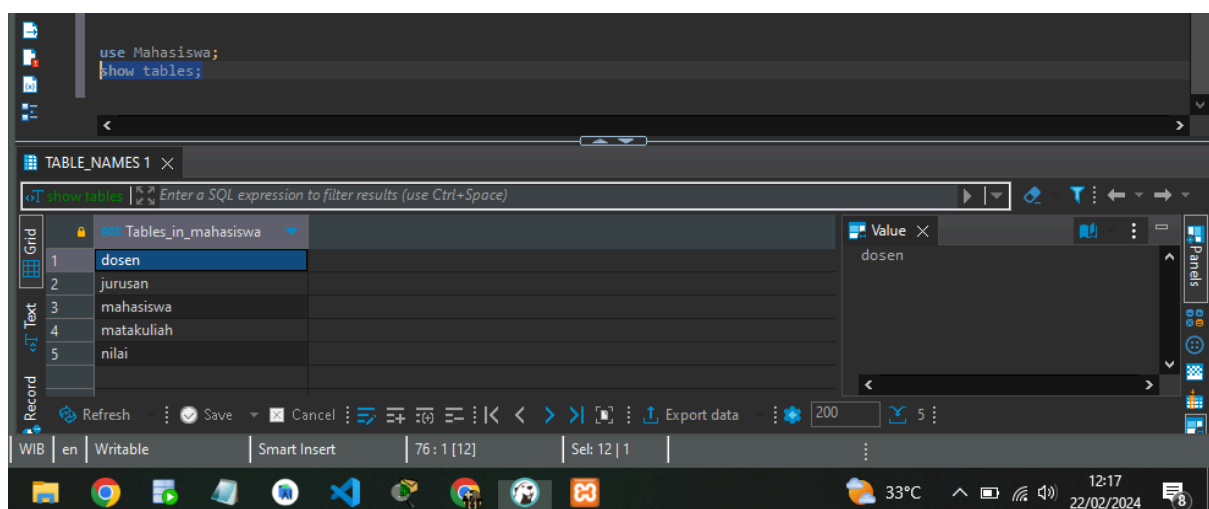 use Mahasiswa;
show tables;
TABLE_NAMES 1
show tables Enter a SQL expression to filter results (use Ctrl+Space)
Grid
ABC Tables_in_mahasiswa
Value
1 dosen
dosen
Panels
2 jurusan
Text
3 mahasiswa
4 matakuliah
5 nilai
Record
Refresh Save Cancel Export data 200 5
WIB en Writable Smart Insert 76 : 1 [12] Sel: 12 | 1
33°C 12:17
22/02/2024 8